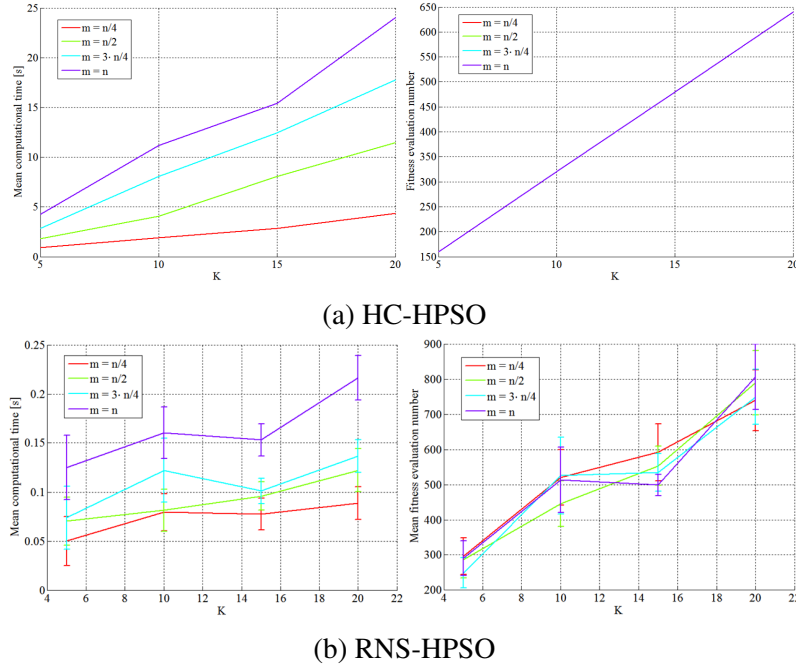 25
20
15
10
5
0
Mean computational time [s]
m = n/4
m = n/2
m = 3· n/4
m = n
5
10
15
20
K
650
600
550
500
450
400
350
300
250
200
150
Fitness evaluation number
m = n/4
m = n/2
m = 3· n/4
m = n
5
10
15
20
K
(a) HC-HPSO
0.25
0.2
0.15
0.1
0.05
0
Mean computational time [s]
m = n/4
m = n/2
m = 3· n/4
m = n
4
6
8
10
12
14
16
18
20
22
K
900
800
700
600
500
400
300
200
Mean fitness evaluation number
m = n/4
m = n/2
m = 3· n/4
m = n
4
6
8
10
12
14
16
18
20
22
K
(b) RNS-HPSO